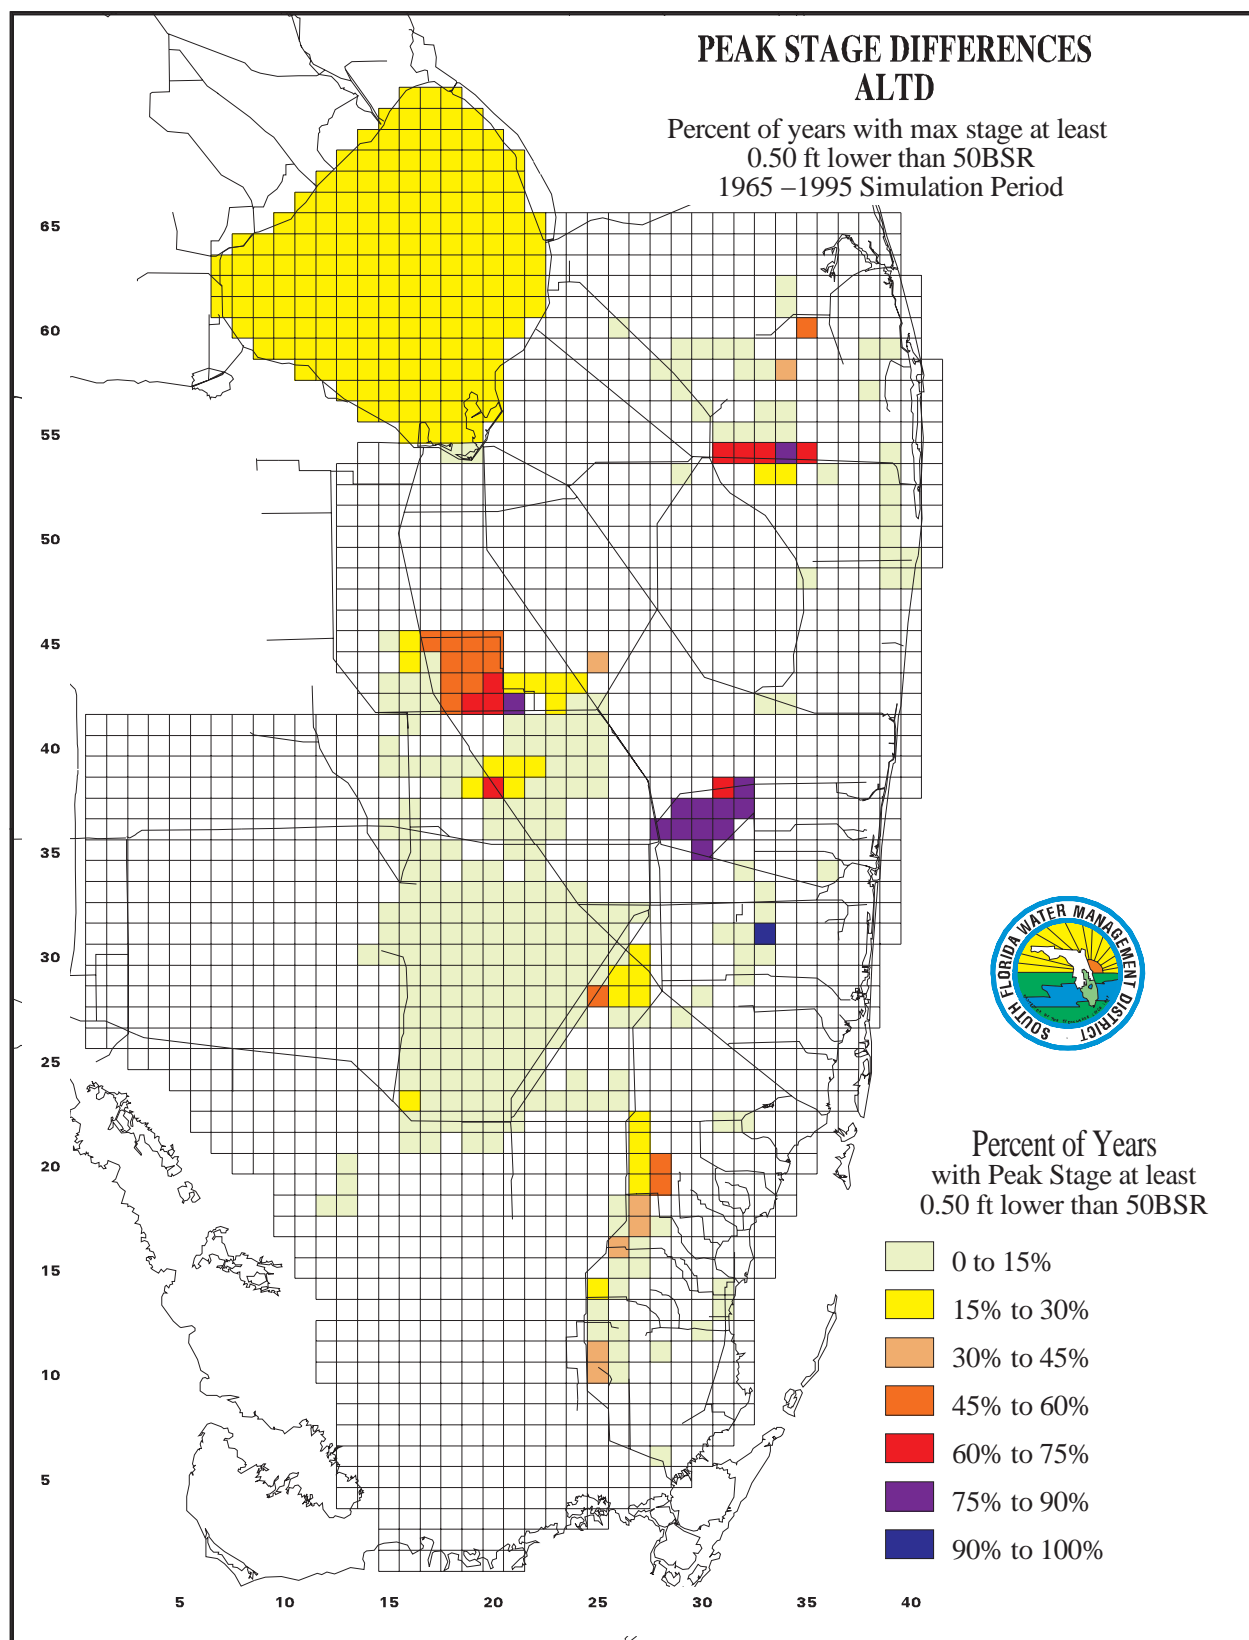 PEAK STAGE DIFFERENCES
ALTD
Percent of years with max stage at least
0.50 ft lower than 50BSR
1965 –1995 Simulation Period
65
60
55
50
45
40
35
30
25
20
15
10
5
5 10 15 20 25 30 35 40
SOUTH FLORIDA WATER MANAGEMENT DISTRICT
Percent of Years
with Peak Stage at least
0.50 ft lower than 50BSR
0 to 15%
15% to 30%
30% to 45%
45% to 60%
60% to 75%
75% to 90%
90% to 100%